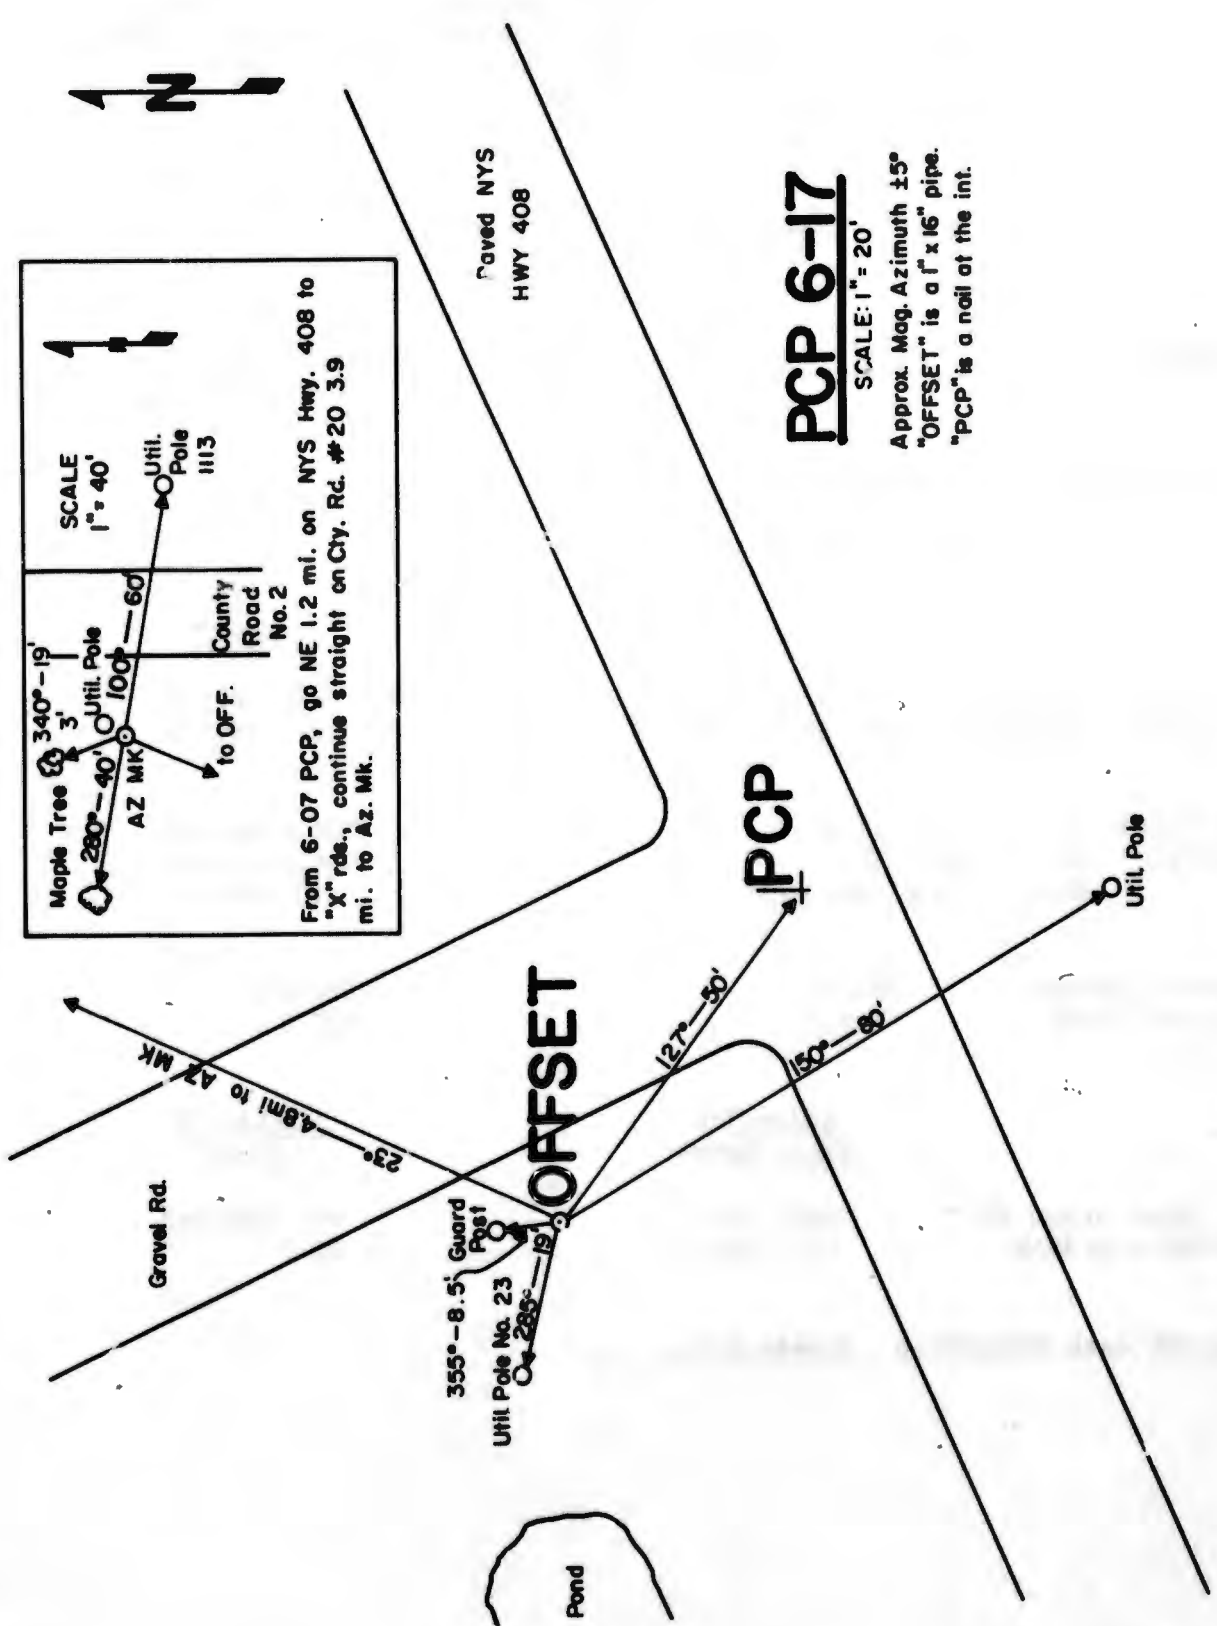 N
Maple Tree
340°-19'
3'
Util. Pole
280°-40'
AZ MK
100°-60'
to OFF.
County
Road
No. 2
SCALE
1"= 40'
Util.
Pole
1113
N
From 6-07 PCP, go NE 1.2 mi. on NYS Hwy. 408 to
"X" rds., continue straight on Cty. Rd. #20 3.9
mi. to Az. Mk.
Gravel Rd.
23°-4.8mi to AZ MK
355°-8.5'
Guard
Post
Util Pole No. 23
285°-19'
OFFSET
127°-50'
150°-80'
PCP
Util. Pole
Pond
Paved NYS
HWY 408
PCP 6-17
SCALE: 1"= 20'
Approx. Mag. Azimuth ±5°
"OFFSET" is a 1" x 16" pipe.
"PCP" is a nail at the int.